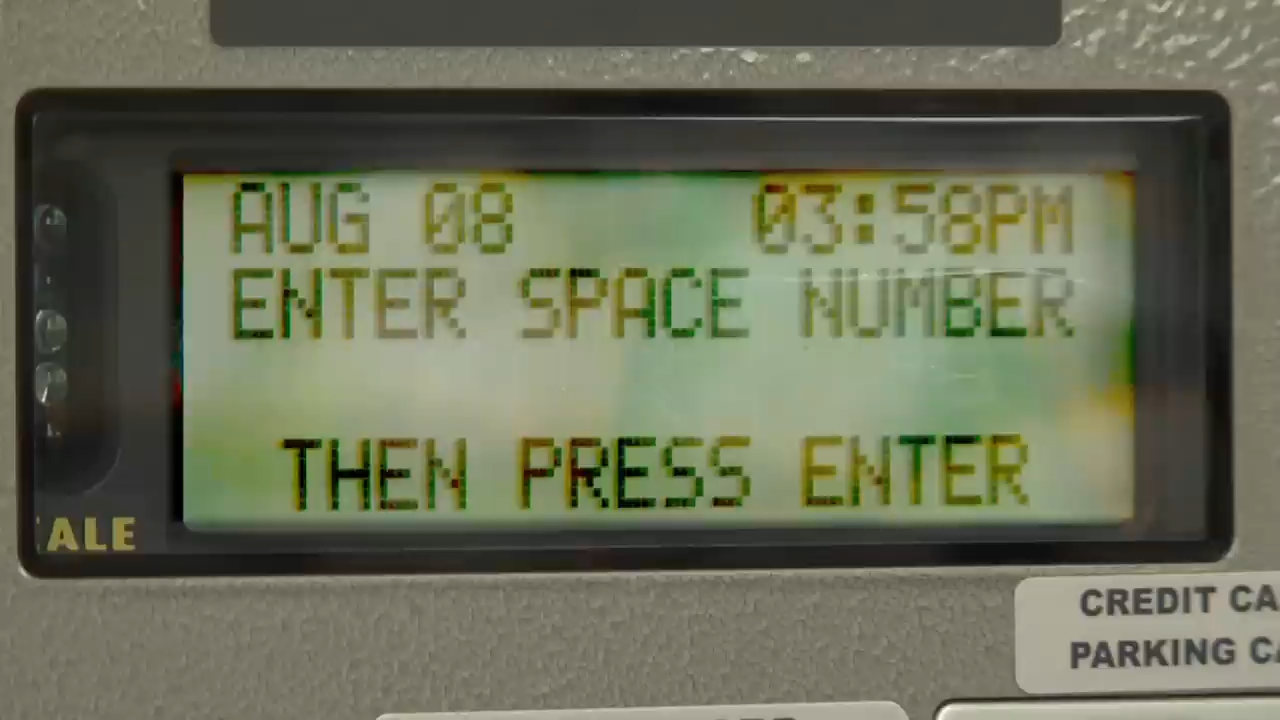 AUG 08 03:58PM
ENTER SPACE NUMBER
THEN PRESS ENTER
ALE
CREDIT CA
PARKING CA